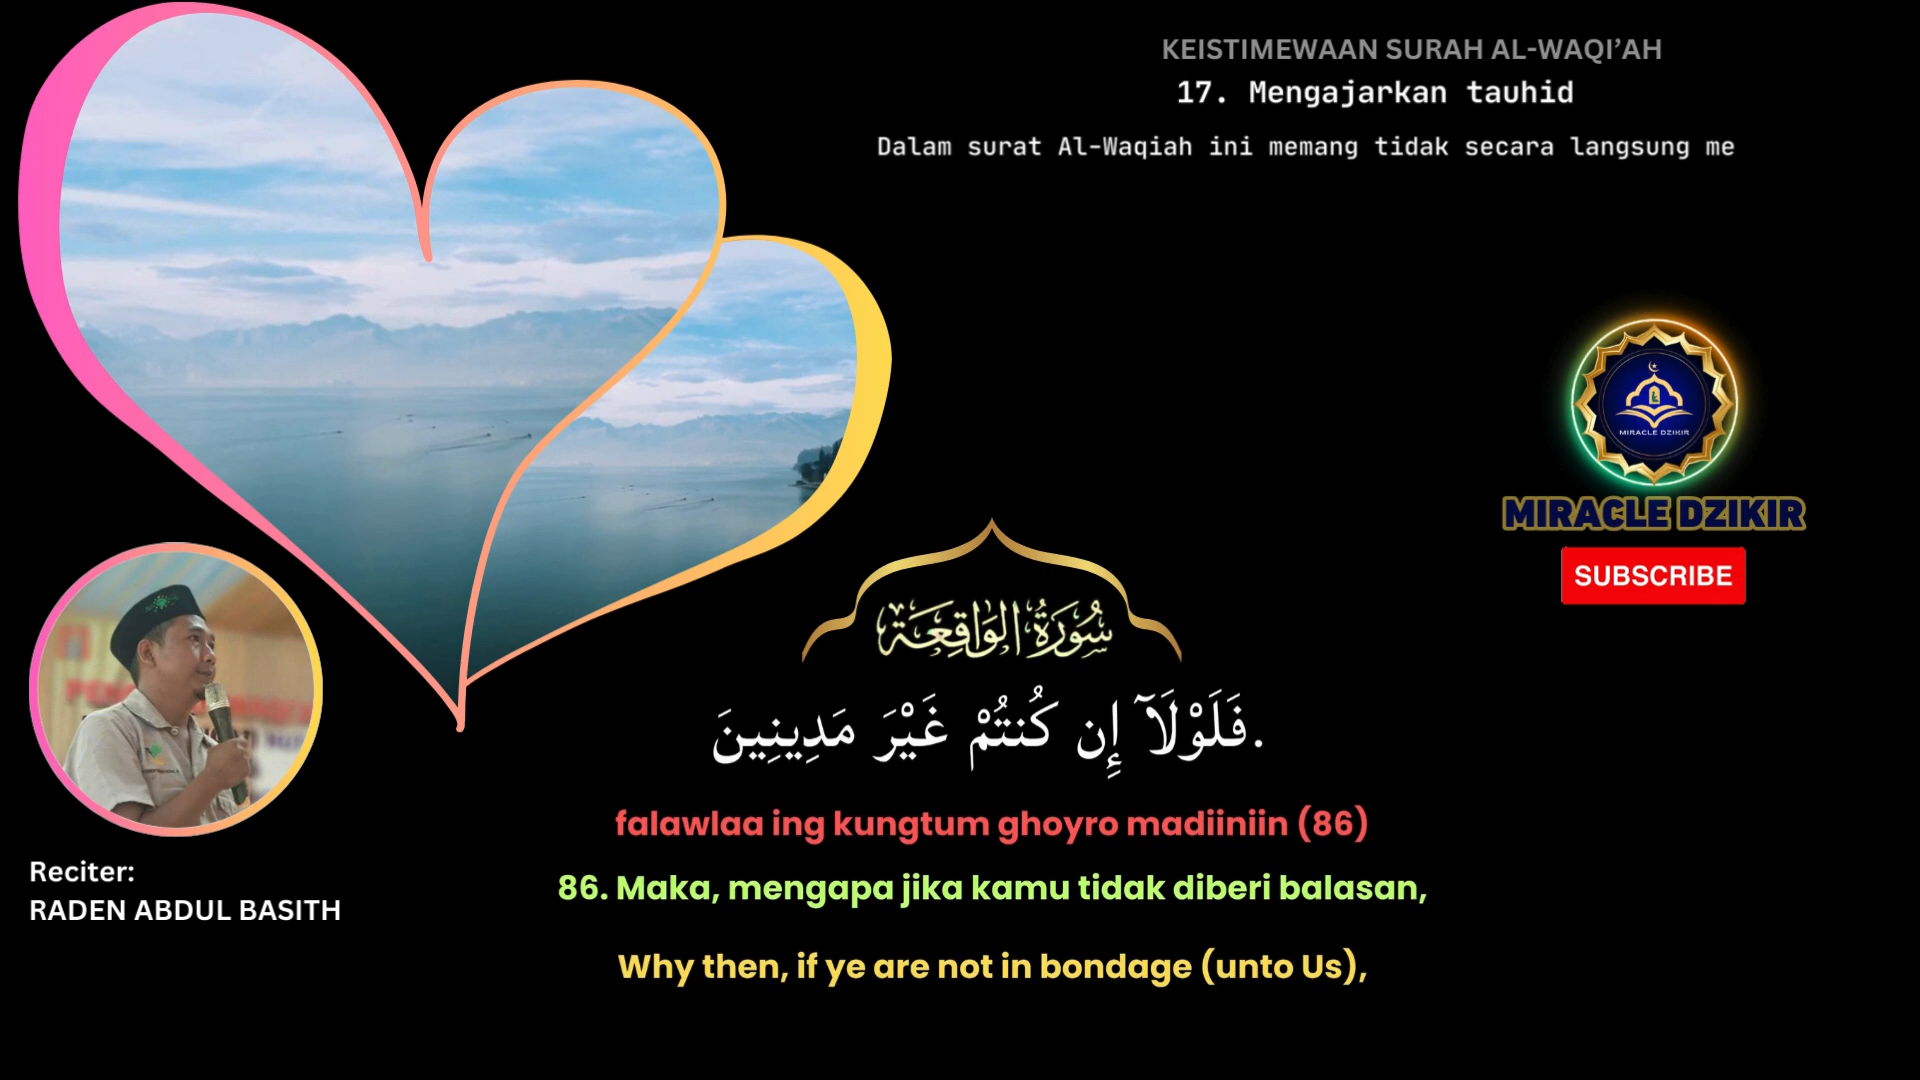 KEISTIMEWAAN SURAH AL-WAQI’AH
17. Mengajarkan tauhid
Dalam surat Al-Waqiah ini memang tidak secara langsung me
MIRACLE DZIKIR
MIRACLE DZIKIR
SUBSCRIBE
سُوْرَةُ الوَاقِعَة
فَلَوْلَآ إِن كُنتُمْ غَيْرَ مَدِينِينَ.
falawlaa ing kungtum ghoyro madiiniin (86)
86. Maka, mengapa jika kamu tidak diberi balasan,
Why then, if ye are not in bondage (unto Us),
Reciter:
RADEN ABDUL BASITH